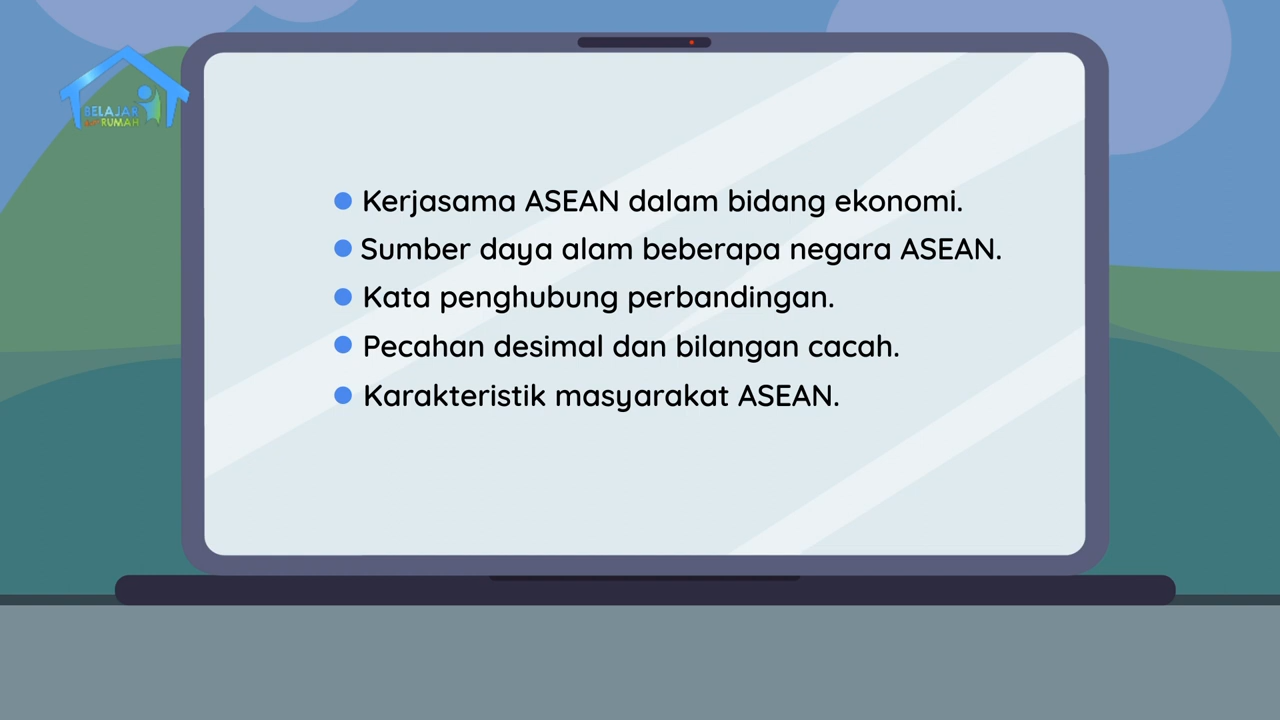 BELAJAR
dari RUMAH
Kerjasama ASEAN dalam bidang ekonomi.
Sumber daya alam beberapa negara ASEAN.
Kata penghubung perbandingan.
Pecahan desimal dan bilangan cacah.
Karakteristik masyarakat ASEAN.